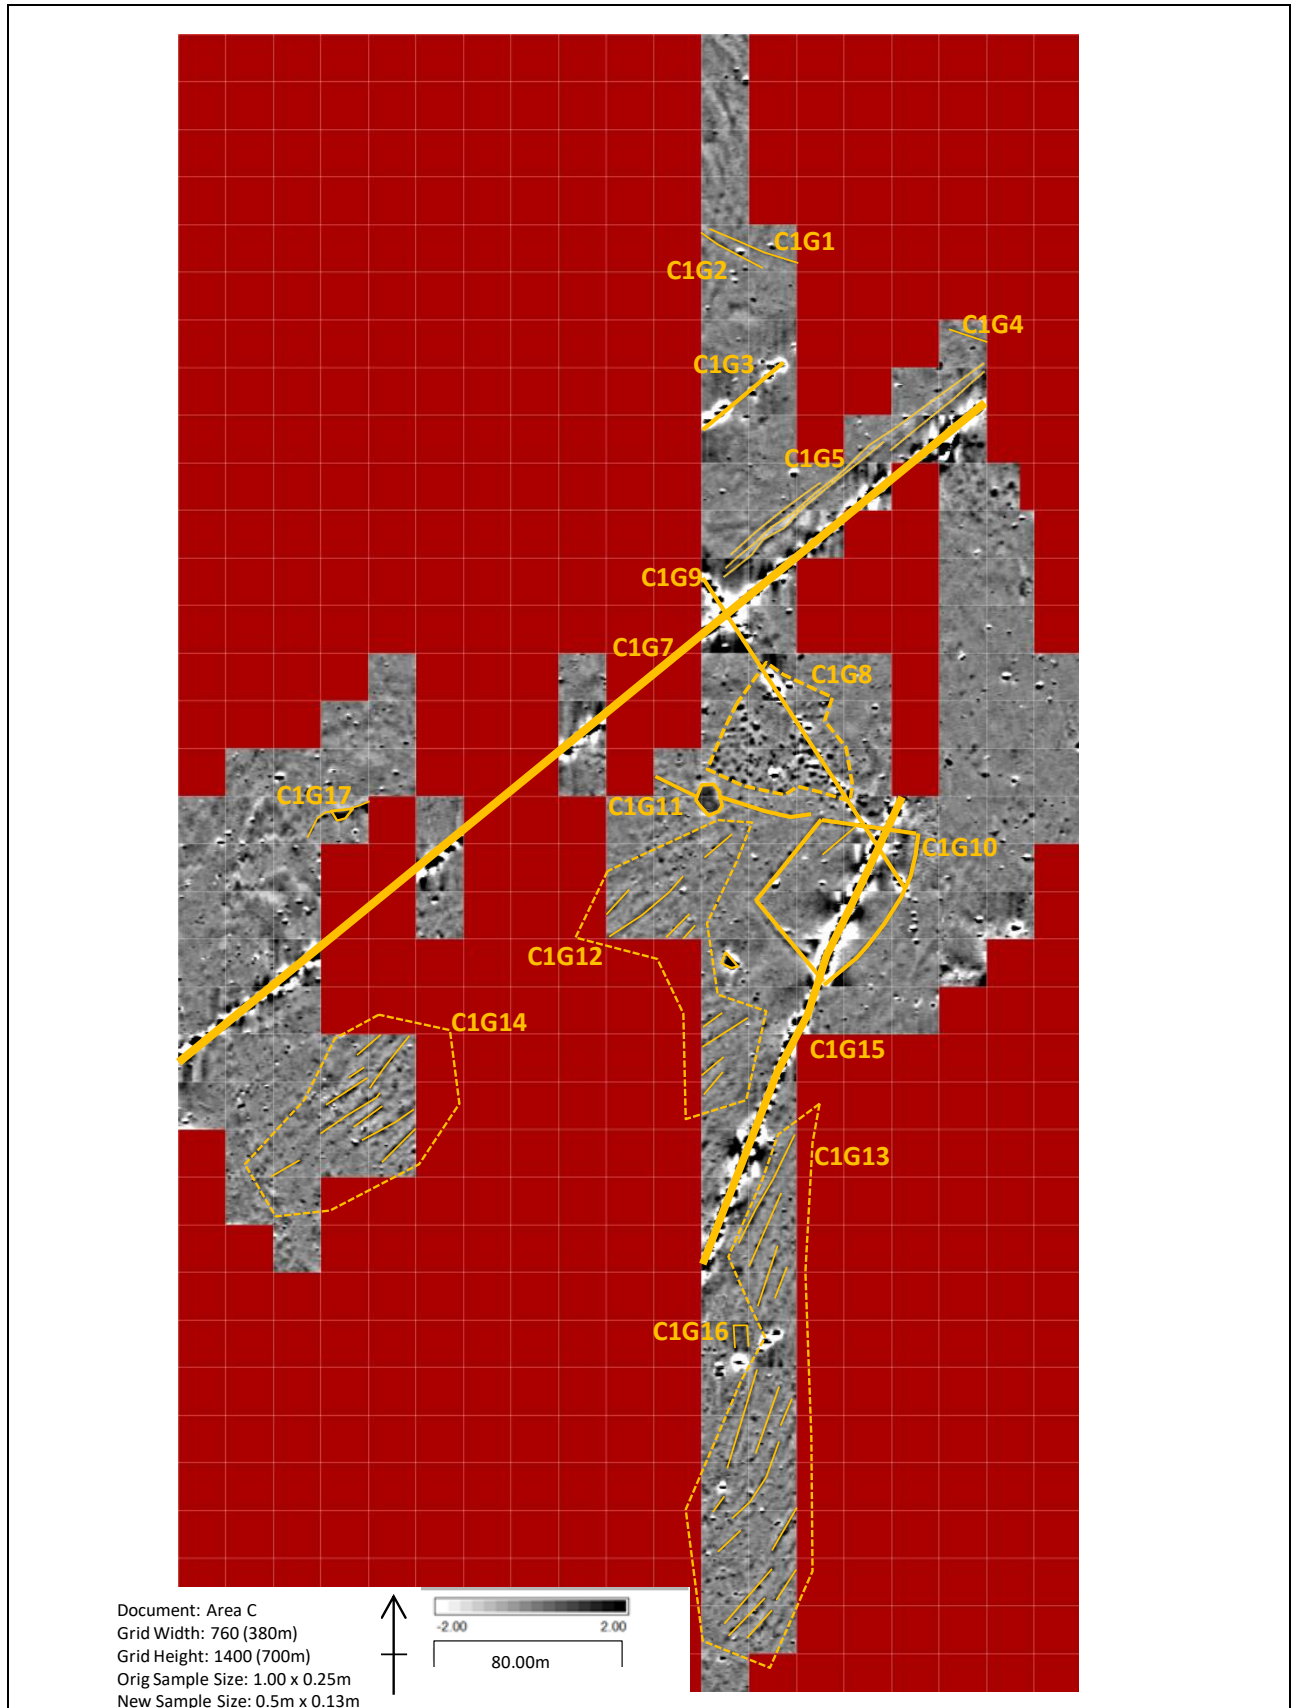 C1G1
C1G2
C1G4
C1G3
C1G5
C1G9
C1G7
C1G8
C1G17
C1G11
C1G10
C1G12
C1G14
C1G15
C1G13
C1G16
Document: Area C
Grid Width: 760 (380m)
Grid Height: 1400 (700m)
Orig Sample Size: 1.00 x 0.25m
New Sample Size: 0.5m x 0.13m
-2.00 2.00
80.00m